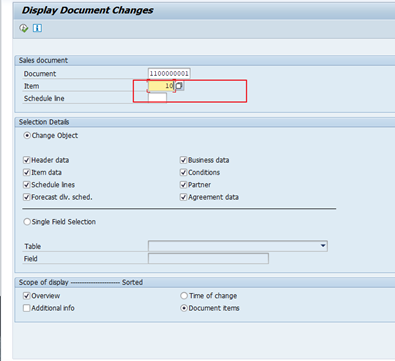 Display Document Changes
Sales document
Document 1100000001
Item 10
Schedule line
Selection Details
Change Object
Header data Business data
Item data Conditions
Schedule lines Partner
Forecast dlv. sched. Agreement data
Single Field Selection
Table
Field
Scope of display ---------------------- Sorted
Overview Time of change
Additional info Document items